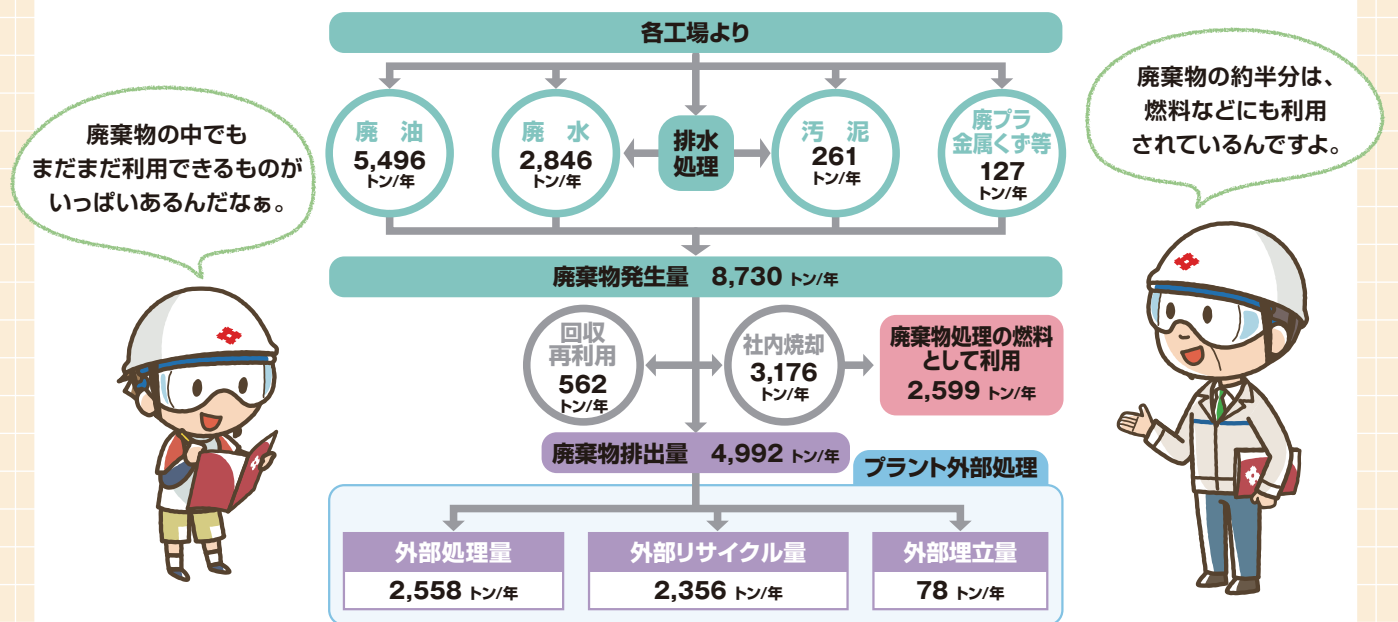 各工場より
廃棄物の中でも
まだまだ利用できるものが
いっぱいあるんだなぁ。
廃棄物の約半分は、
燃料などにも利用
されているんですよ。
廃 油
5,496
トン/年
廃 水
2,846
トン/年
排水
処理
汚 泥
261
トン/年
廃プラ
金属くず等
127
トン/年
廃棄物発生量 8,730 トン/年
回収
再利用
562
トン/年
社内焼却
3,176
トン/年
廃棄物処理の燃料
として利用
2,599 トン/年
廃棄物排出量 4,992 トン/年
プラント外部処理
外部処理量
2,558 トン/年
外部リサイクル量
2,356 トン/年
外部埋立量
78 トン/年